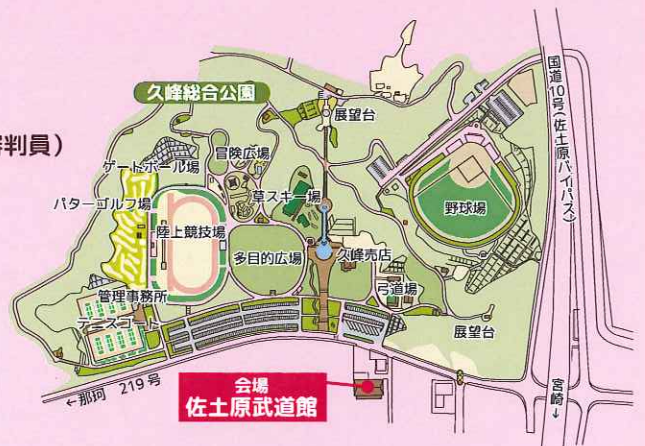 審判員）
久峰総合公園
展望台
国道10号(佐土原バイパス)
冒険広場
ゲートボール場
草スキー場
パターゴルフ場
野球場
陸上競技場
多目的広場
久峰売店
弓道場
管理事務所
テニスコート
展望台
←那珂 219号
会場
佐土原武道館
宮崎↓